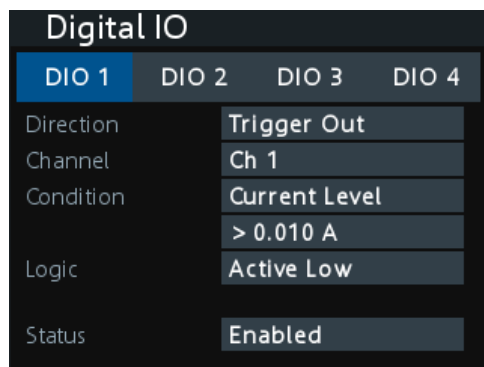 Digital IO
DIO 1 DIO 2 DIO 3 DIO 4
Direction Trigger Out
Channel Ch 1
Condition Current Level
> 0.010 A
Logic Active Low
Status Enabled